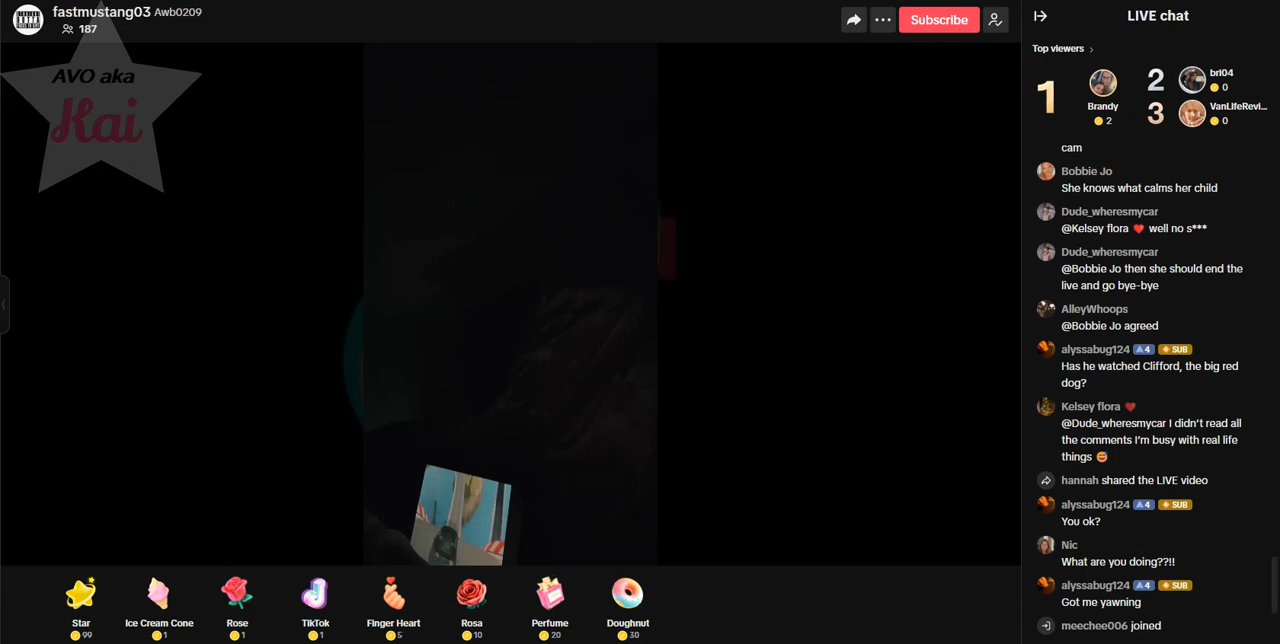 fastmustang03 Awb0209
187
Subscribe
LIVE chat
AVO aka
Kai
Top viewers
1
Brandy
2
2
bri04
0
3
VanLifeRevi...
0
cam
Bobbie Jo
She knows what calms her child
Dude_wheresmycar
@Kelsey flora ❤️ well no s***
Dude_wheresmycar
@Bobbie Jo then she should end the
live and go bye-bye
AlleyWhoops
@Bobbie Jo agreed
alyssabug124 4 SUB
Has he watched Clifford, the big red
dog?
Kelsey flora ❤️
@Dude_wheresmycar I didn't read all
the comments I'm busy with real life
things 😅
hannah shared the LIVE video
alyssabug124 4 SUB
You ok?
Nic
What are you doing??!!
alyssabug124 4 SUB
Got me yawning
meechee006 joined
Star
99
Ice Cream Cone
1
Rose
1
TikTok
1
Finger Heart
5
Rosa
10
Perfume
20
Doughnut
30